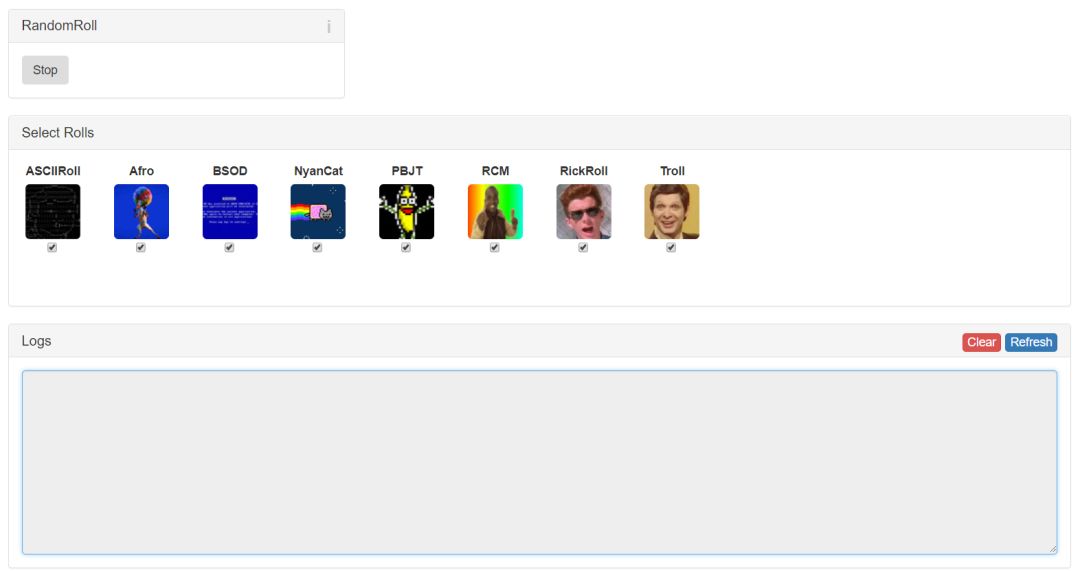 RandomRoll
i
Stop
Select Rolls
ASCIIRoll Afro BSOD NyanCat PBJT RCM RickRoll Troll
Logs Clear Refresh